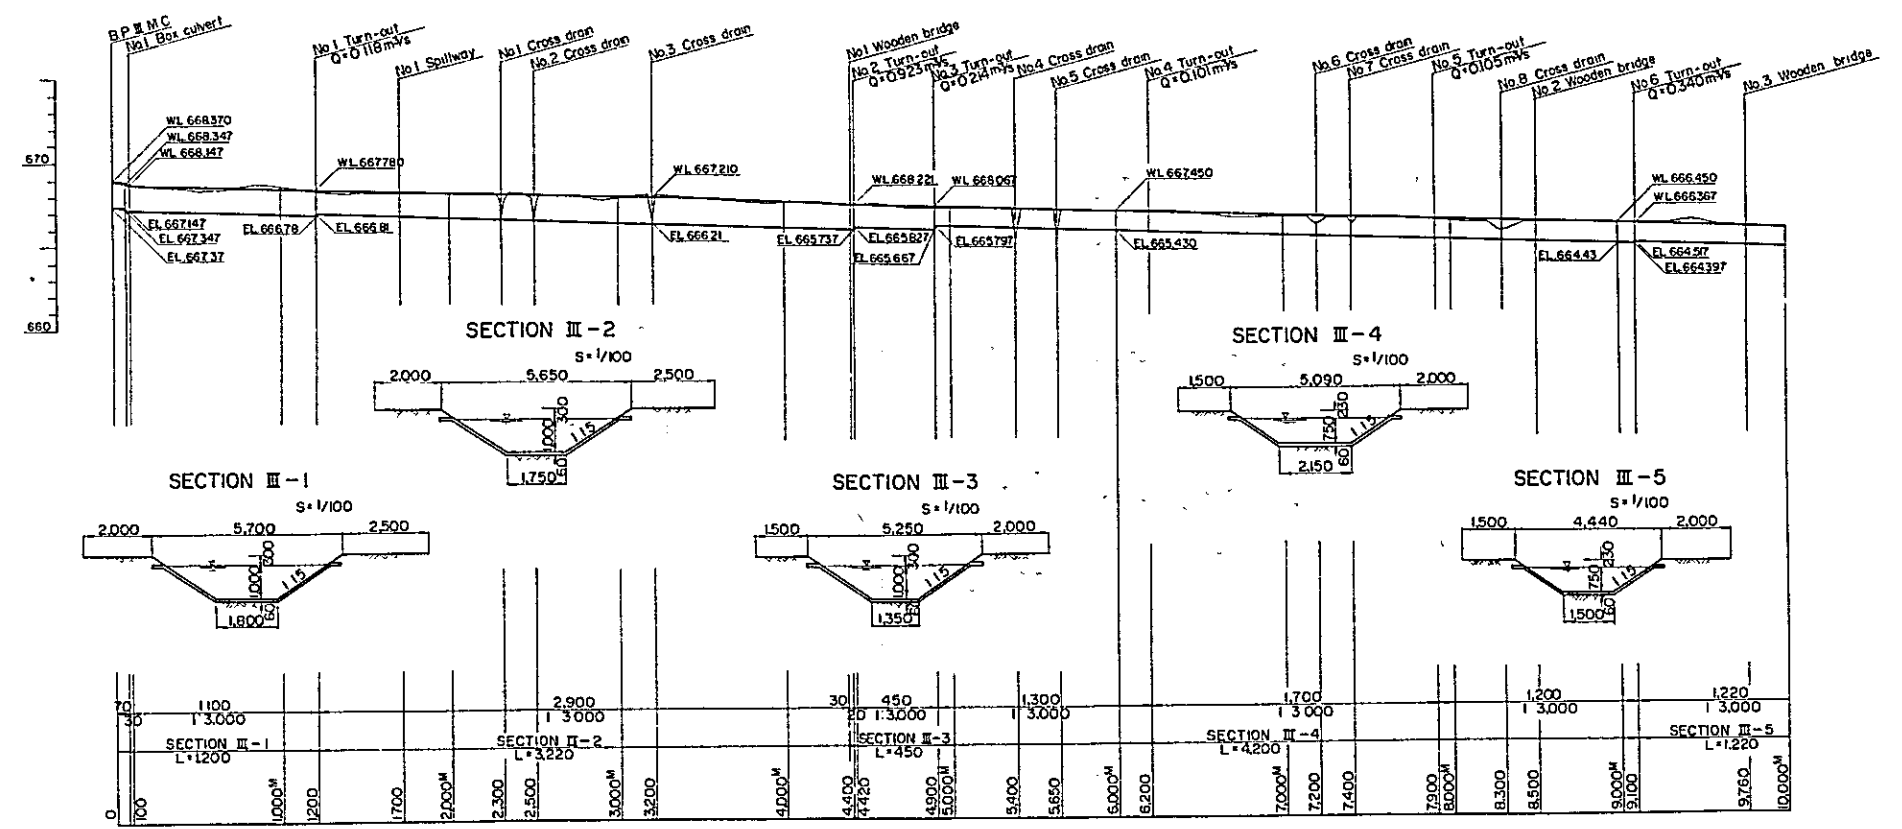 B.P III M C
No.1 Box culvert
No 1 Turn-out
Q=0.118m³/s
No 1 Spillway
No 1 Cross drain
No.2 Cross drain
No.3 Cross drain
No1 Wooden bridge
No 2 Turn-out
Q=0.923m³/s
No 3 Turn-out
Q=0.214m³/s
No 4 Cross drain
No.5 Cross drain
No 4 Turn-out
Q=0.101m³/s
No.6 Cross drain
No 7 Cross drain
No 5 Turn-out
Q=0.105m³/s
No.8 Cross drain
No 2 Wooden bridge
No 6 Turn-out
Q=0.340m³/s
No 3 Wooden bridge
670
660
WL 668.370
WL 668.347
WL 668.147
WL 667.780
WL 667.210
WL 668.221
WL 668.067
WL 667.450
WL 666.450
WL 666.367
EL 667.147
EL 667.347
EL 667.37
EL 666.78
EL 666.81
EL 666.21
EL 665.737
EL 665.827
EL 665.667
EL 665.797
EL 665.430
EL 664.43
EL 664.517
EL 664.397
SECTION III-2
S=1/100
2.000 5,650 2,500
300
1,000
1:1.5
60
1,750
SECTION III-4
S=1/100
1,500 5,090 2,000
230
750
1:1.5
60
2,150
SECTION III-1
S=1/100
2,000 5,700 2,500
300
1,000
1:1.5
60
1,800
SECTION III-3
S=1/100
1,500 5,250 2,000
300
1,000
1:1.5
60
1,350
SECTION III-5
S=1/100
1,500 4,440 2,000
230
750
1:1.5
60
1,500
70 1,100 2,900 30 450 1,300 1,700 1,200 1,220
30 1 3,000 1 3 000 20 1:3,000 1 3,000 1 3 000 1 3,000 1 3,000
SECTION III-1 SECTION II-2 SECTION III-3 SECTION III-4 SECTION III-5
L=1,200 L=3,220 L=450 L=4,200 L=1,220
0 100 1,000M 1,200 1,700 2,000M 2,300 2,500 3,000M 3,200 4,000M 4,400 4,420 4,900 5,000M 5,400 5,650 6,000M 6,200 7,000M 7,200 7,400 7,900 8,000M 8,300 8,500 9,000M 9,100 9,760 10,000M